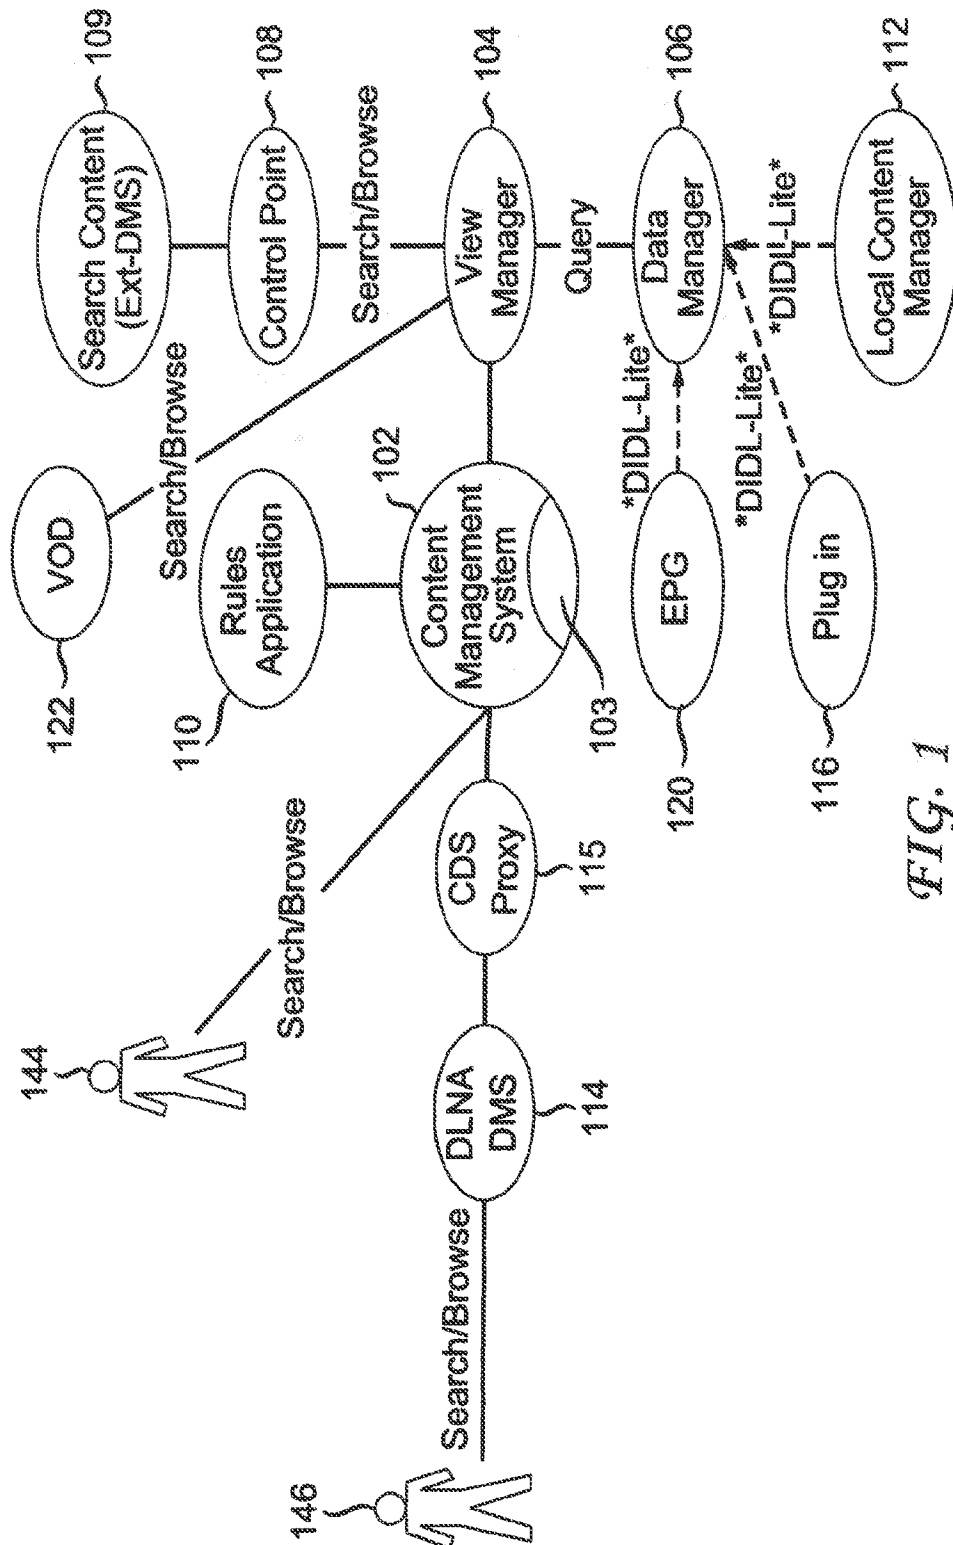 Search Content
(Ext-DMS)
109
Control Point
108
Search/Browse
View
Manager
104
Query
Data
Manager
106
*DIDL-Lite*
Local Content
Manager
112
VOD
122
Search/Browse
Rules
Application
110
Content
Management
System
102
103
*DIDL-Lite*
EPG
120
*DIDL-Lite*
Plug in
116
144
Search/Browse
CDS
Proxy
115
DLNA
DMS
114
146
Search/Browse
FIG. 1